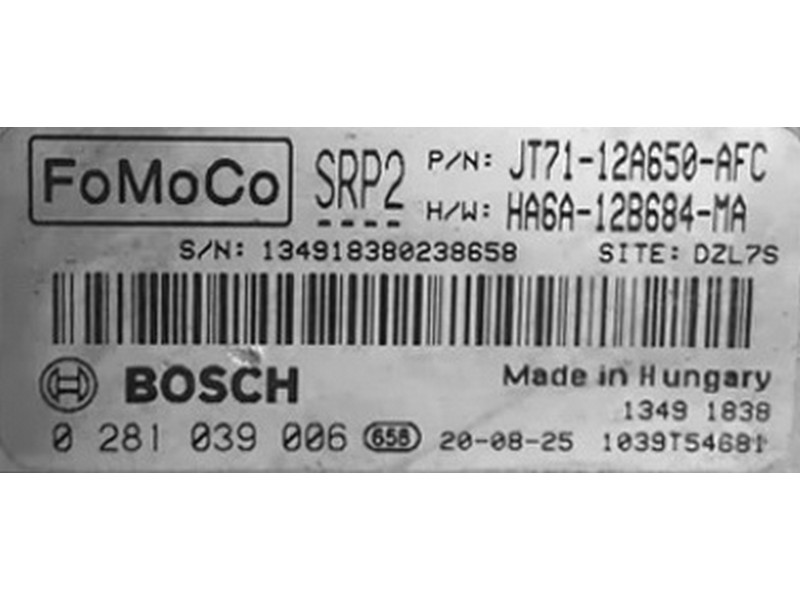 FoMoCo SRP2 P/N: JT71-12A650-AFC
H/W: HA6A-12B684-MA
S/N: 134918380238658 SITE: DZL7S
BOSCH Made in Hungary
1349 1838
0 281 039 006 658 20-08-25 1039T54681